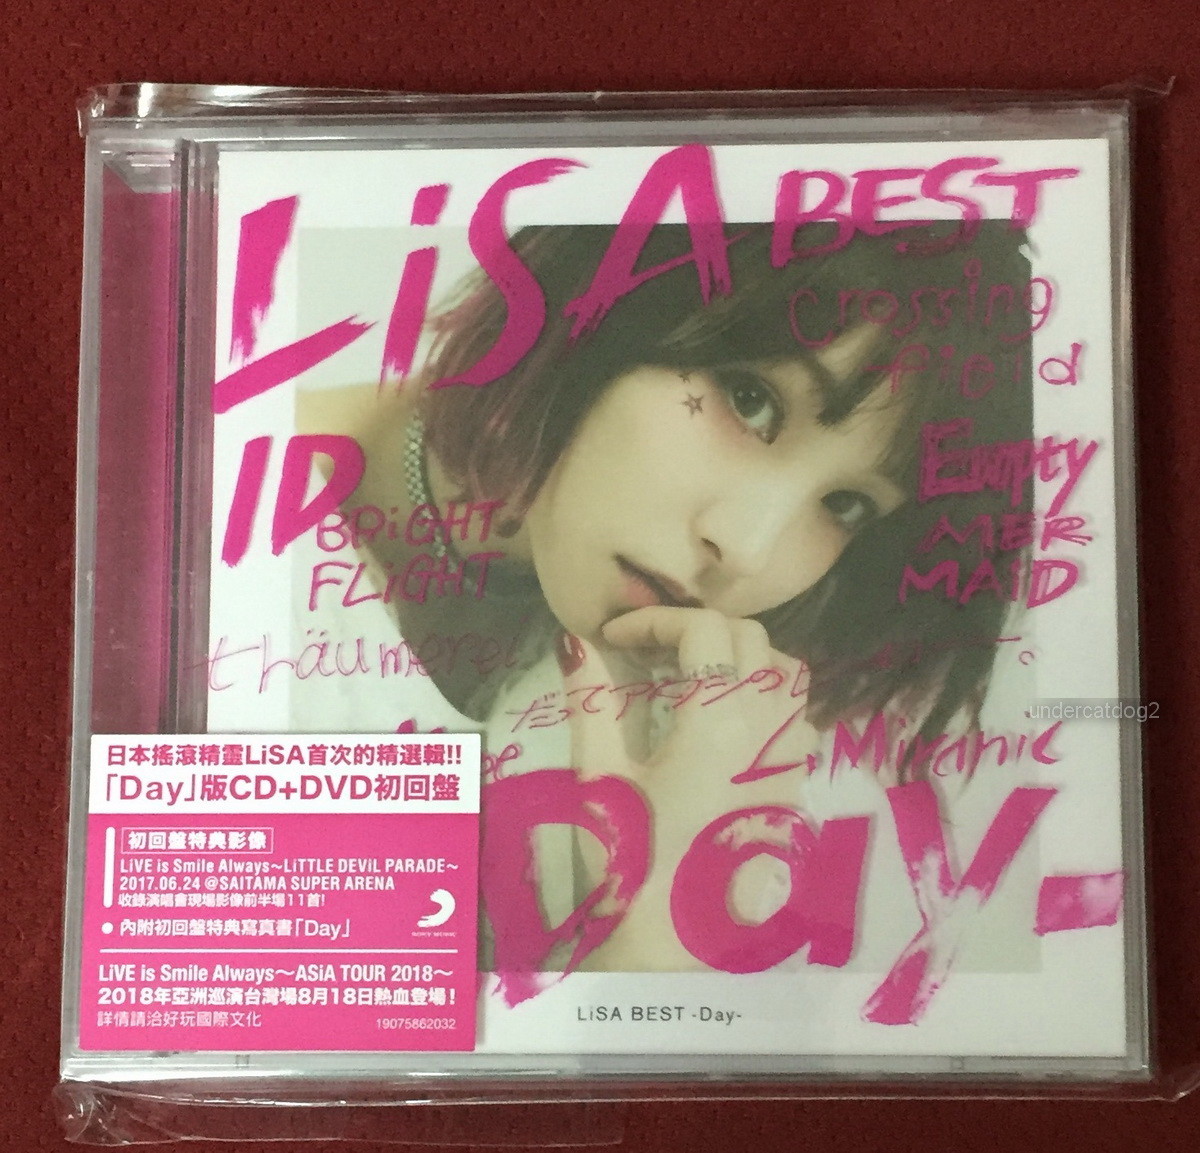 LiSA BEST
crossing
field
ID
BRiGHT
FLiGHT
Empty
MER
MAiD
träumerei
だってアタシのヒーロー。
L.Miranic
Day-
undercatdog2
LiSA BEST -Day-
日本搖滾精靈LiSA首次的精選輯!!
「Day」版CD+DVD初回盤
初回盤特典影像
LiVE is Smile Always～LiTTLE DEViL PARADE～
2017.06.24 @SAITAMA SUPER ARENA
收錄演唱會現場影像前半場11首!
● 內附初回盤特典寫真書「Day」
SONY MUSIC
LiVE is Smile Always～ASiA TOUR 2018～
2018年亞洲巡演台灣場8月18日熱血登場!
詳情請洽好玩國際文化
19075862032